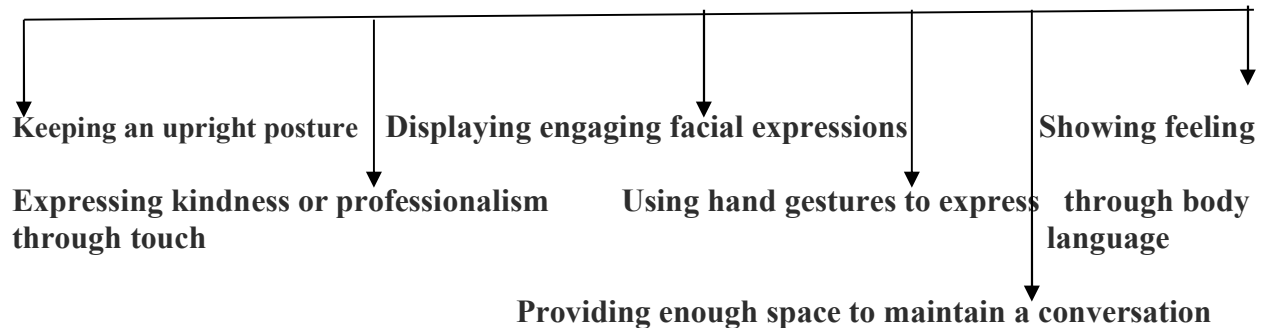 Keeping an upright posture Displaying engaging facial expressions Showing feeling
Expressing kindness or professionalism Using hand gestures to express through body
through touch language
Providing enough space to maintain a conversation